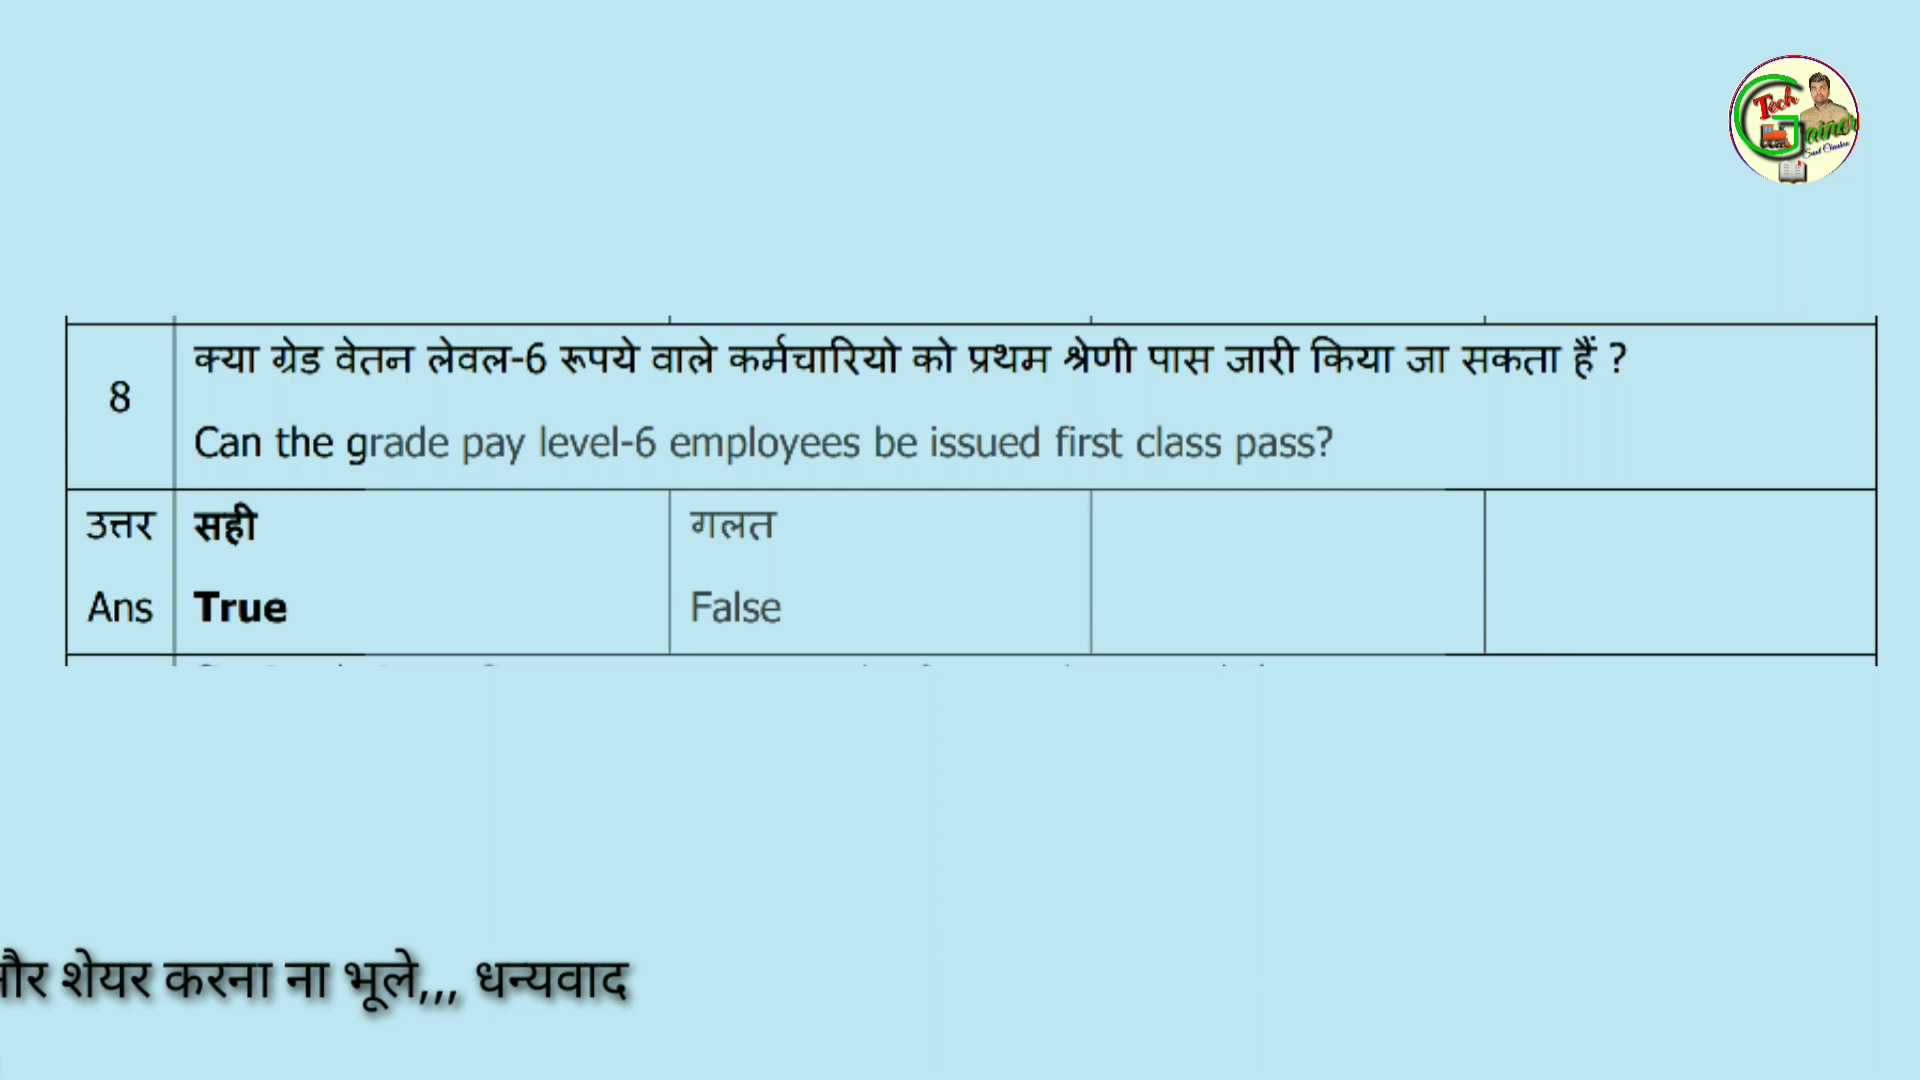 Tech
Gainer
8
क्या ग्रेड वेतन लेवल-6 रूपये वाले कर्मचारियो को प्रथम श्रेणी पास जारी किया जा सकता हैं ?
Can the grade pay level-6 employees be issued first class pass?
उत्तर सही गलत
Ans True False
शेयर करना ना भूले,,, धन्यवाद